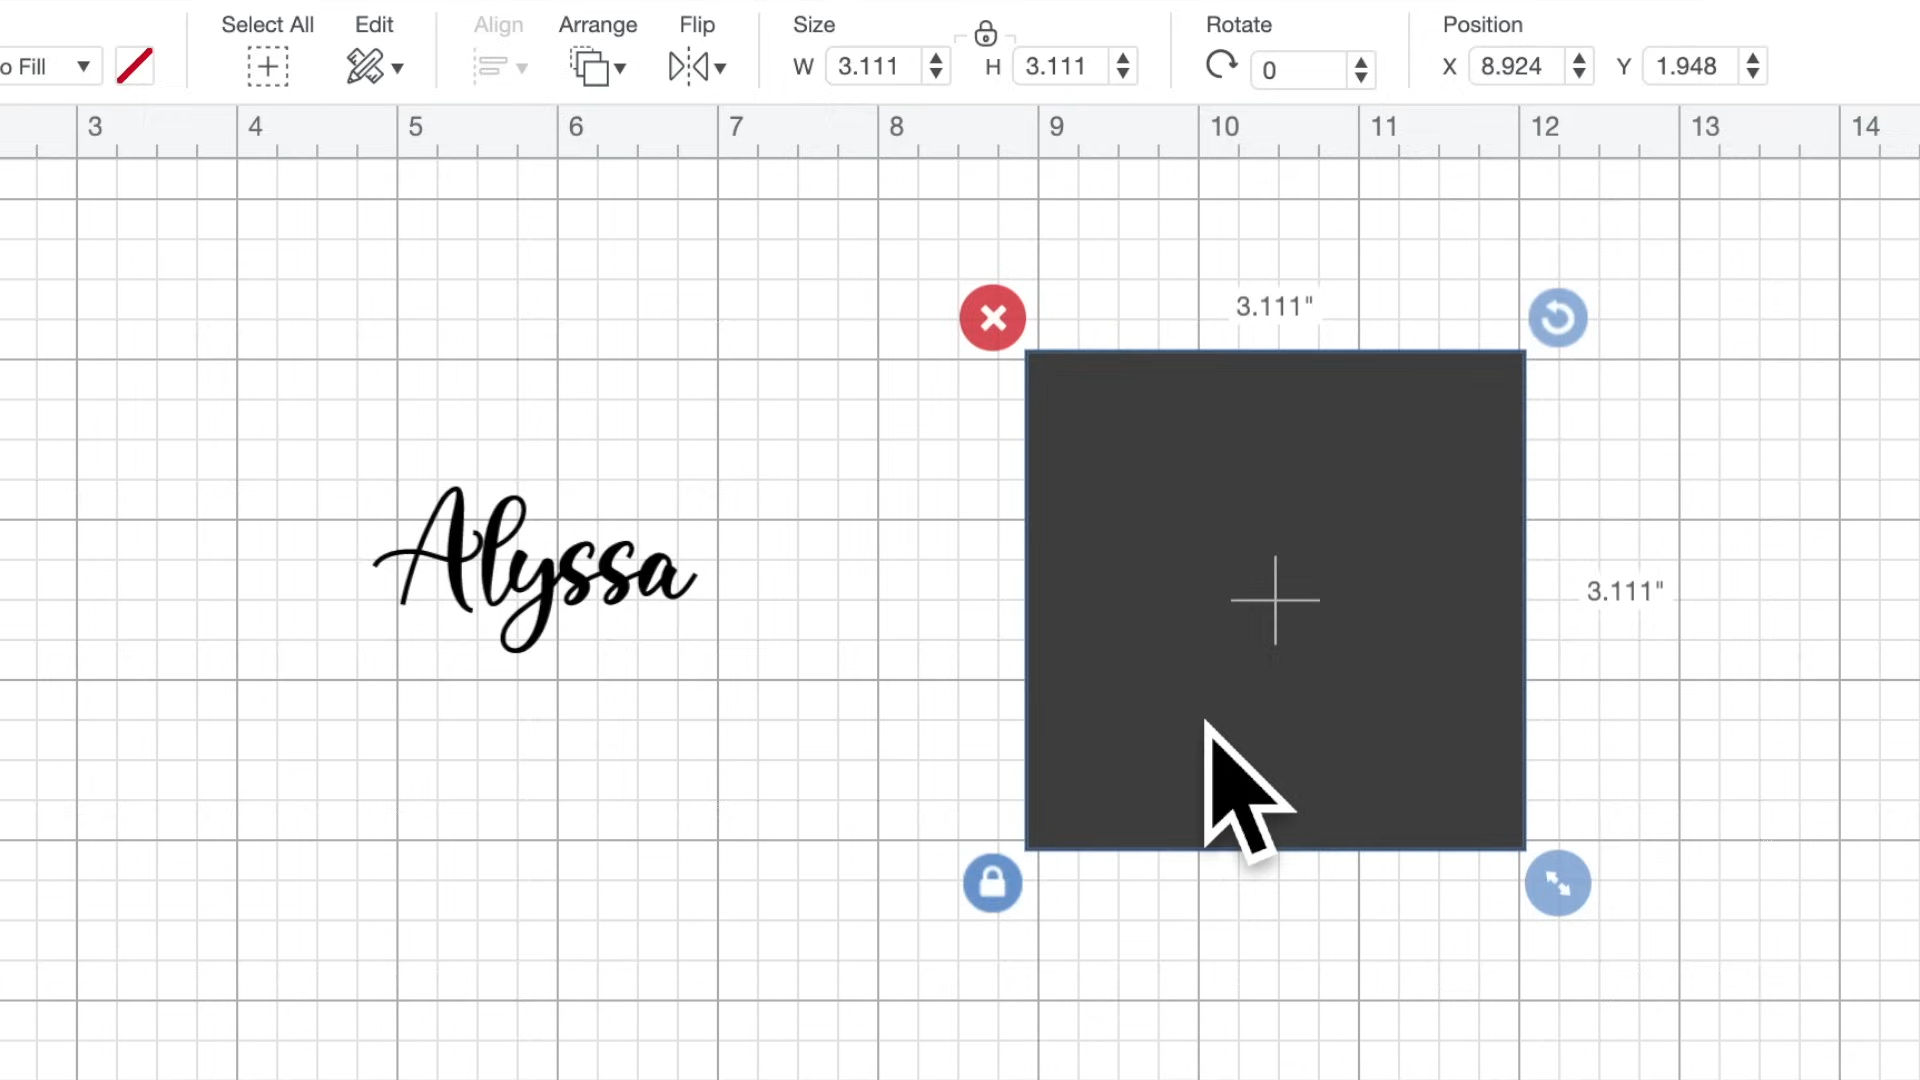 Select All Edit Align Arrange Flip Size Rotate Position
o Fill W 3.111 H 3.111 0 X 8.924 Y 1.948
3 4 5 6 7 8 9 10 11 12 13 14
3.111"
Alyssa
3.111"